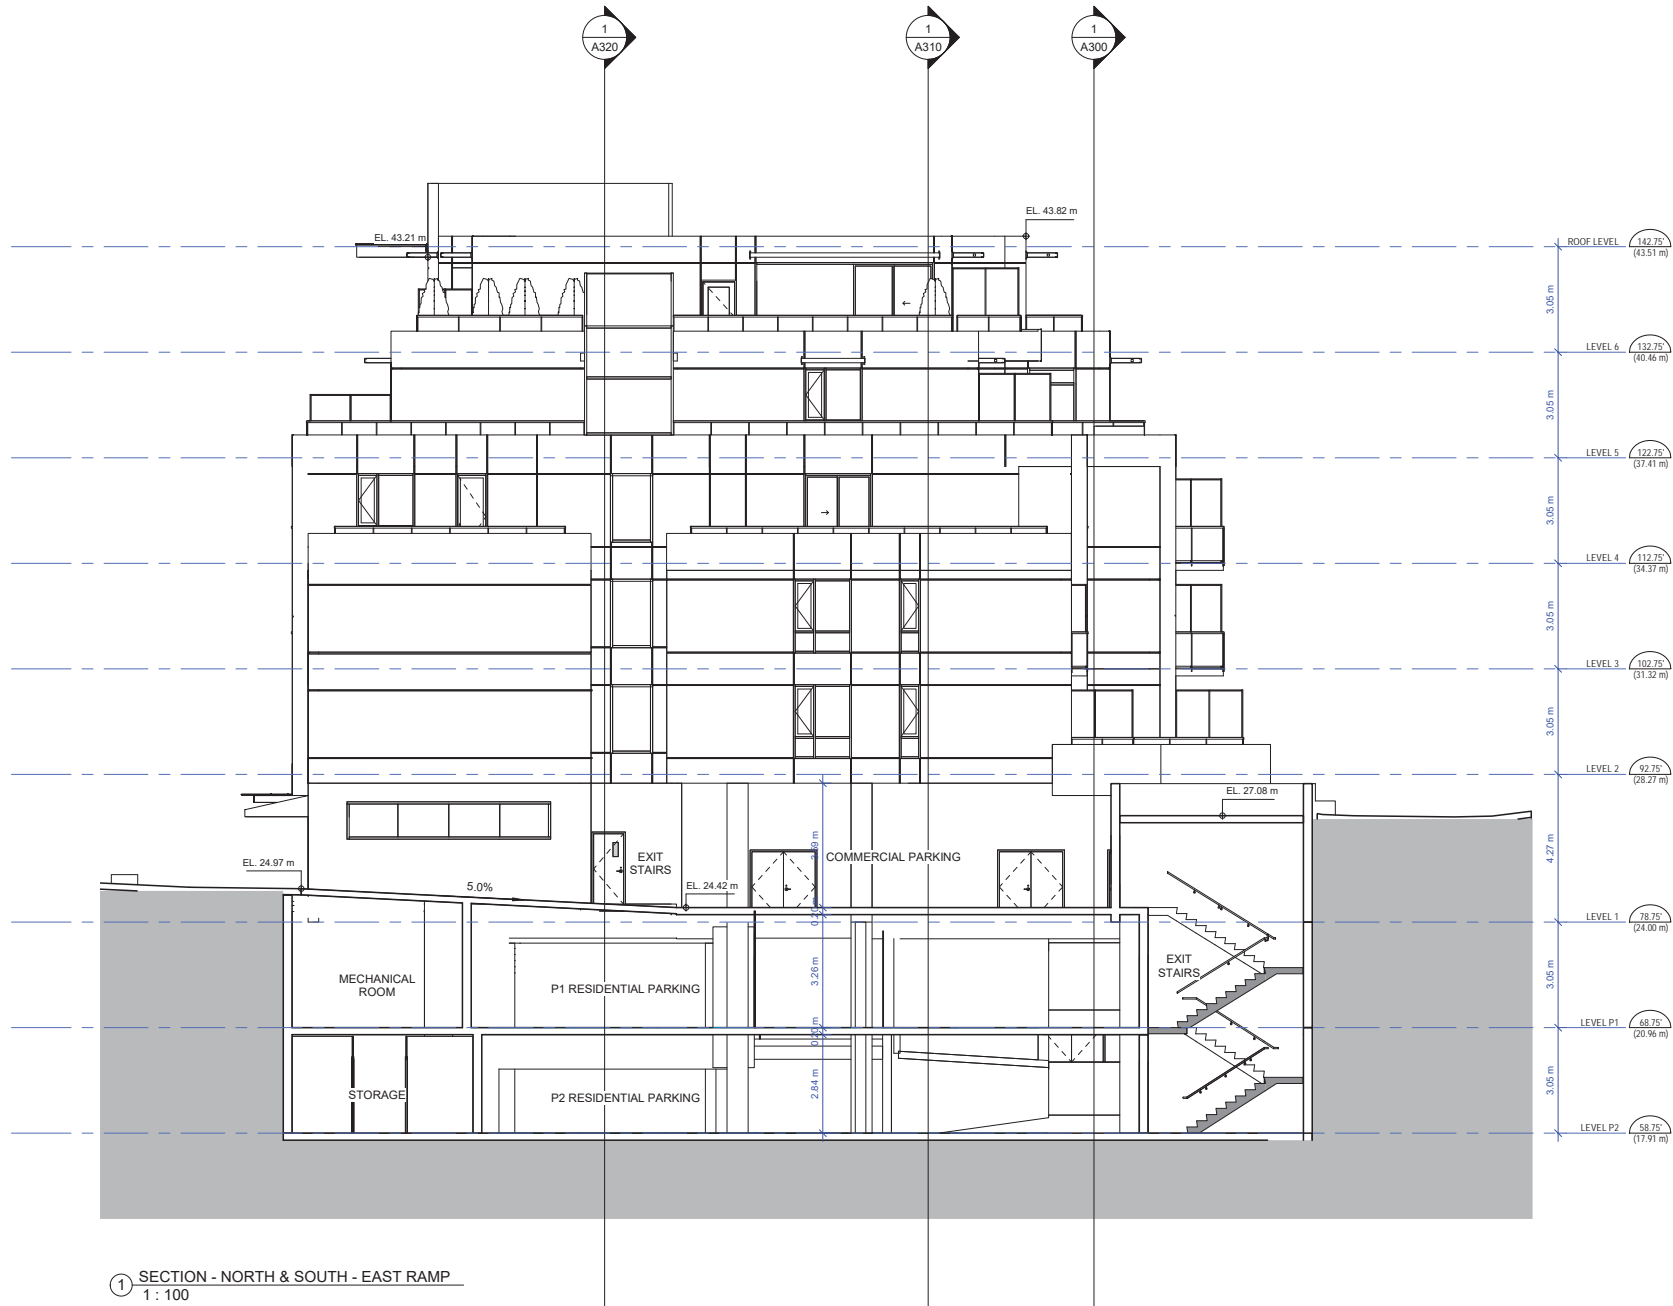 1
A320
1
A310
1
A300
EL. 43.82 m
EL. 43.21 m
ROOF LEVEL 142.75'
(43.51 m)
3.05 m
LEVEL 6 132.75'
(40.46 m)
3.05 m
LEVEL 5 122.75'
(37.41 m)
3.05 m
LEVEL 4 112.75'
(34.37 m)
3.05 m
LEVEL 3 102.75'
(31.32 m)
3.05 m
LEVEL 2 92.75'
(28.27 m)
EL. 27.08 m
4.27 m
EXIT
STAIRS
COMMERCIAL PARKING
EL. 24.97 m
5.0%
EL. 24.42 m
LEVEL 1 78.75'
(24.00 m)
MECHANICAL
ROOM
P1 RESIDENTIAL PARKING
3.26 m
EXIT
STAIRS
3.05 m
LEVEL P1 68.75'
(20.96 m)
0.20 m
STORAGE
P2 RESIDENTIAL PARKING
2.84 m
3.05 m
LEVEL P2 58.75'
(17.91 m)
1 SECTION - NORTH & SOUTH - EAST RAMP
1 : 100